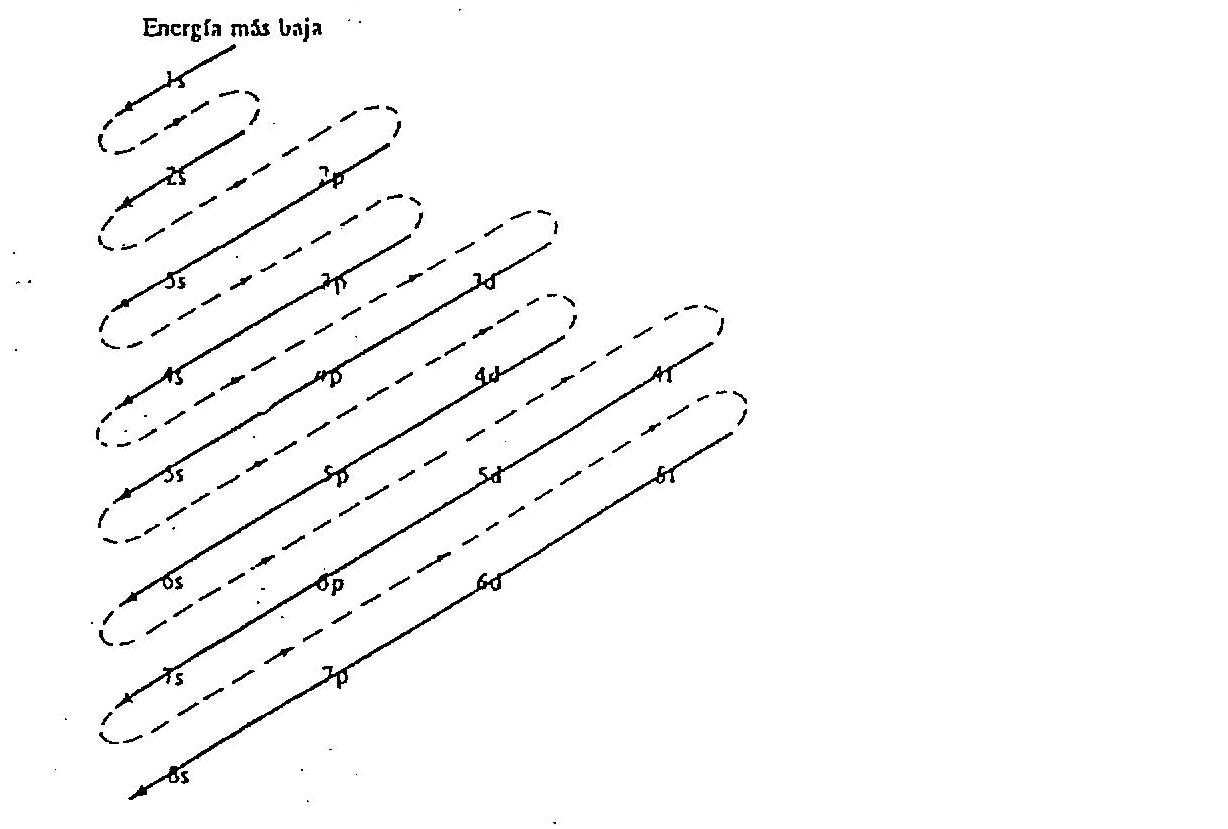 Energía más baja
1s
2s 2p
3s 3p 3d
4s 4p 4d 4f
5s 5p 5d 5f
6s 6p 6d
7s 7p
8s